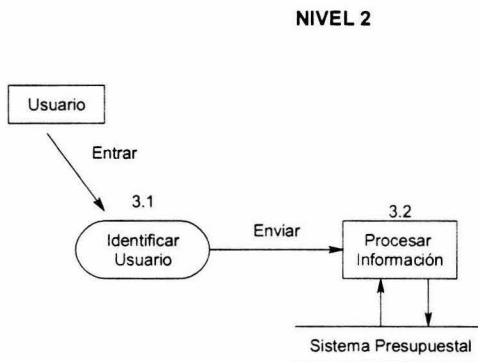 NIVEL 2
Usuario
Entrar
3.1
Identificar
Usuario
Enviar
3.2
Procesar
Información
Sistema Presupuestal